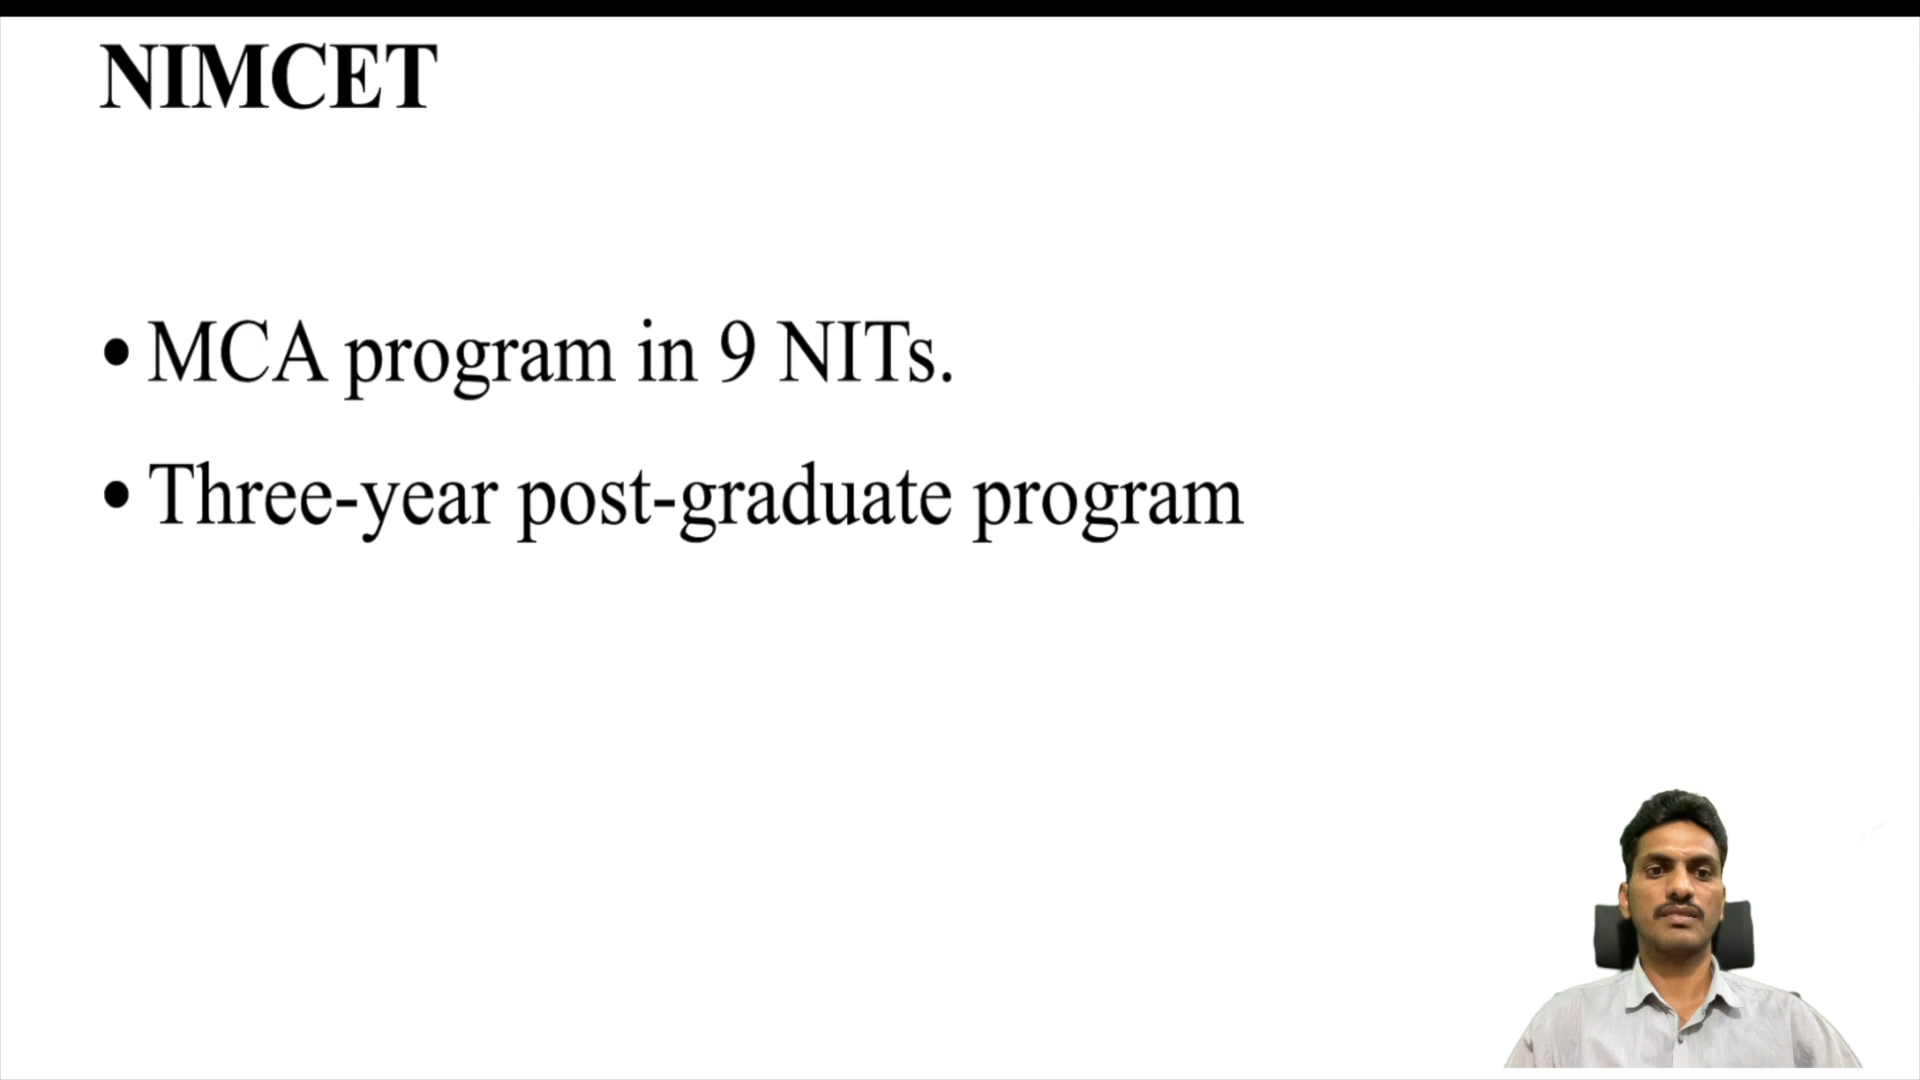 NIMCET
• MCA program in 9 NITs.
• Three-year post-graduate program